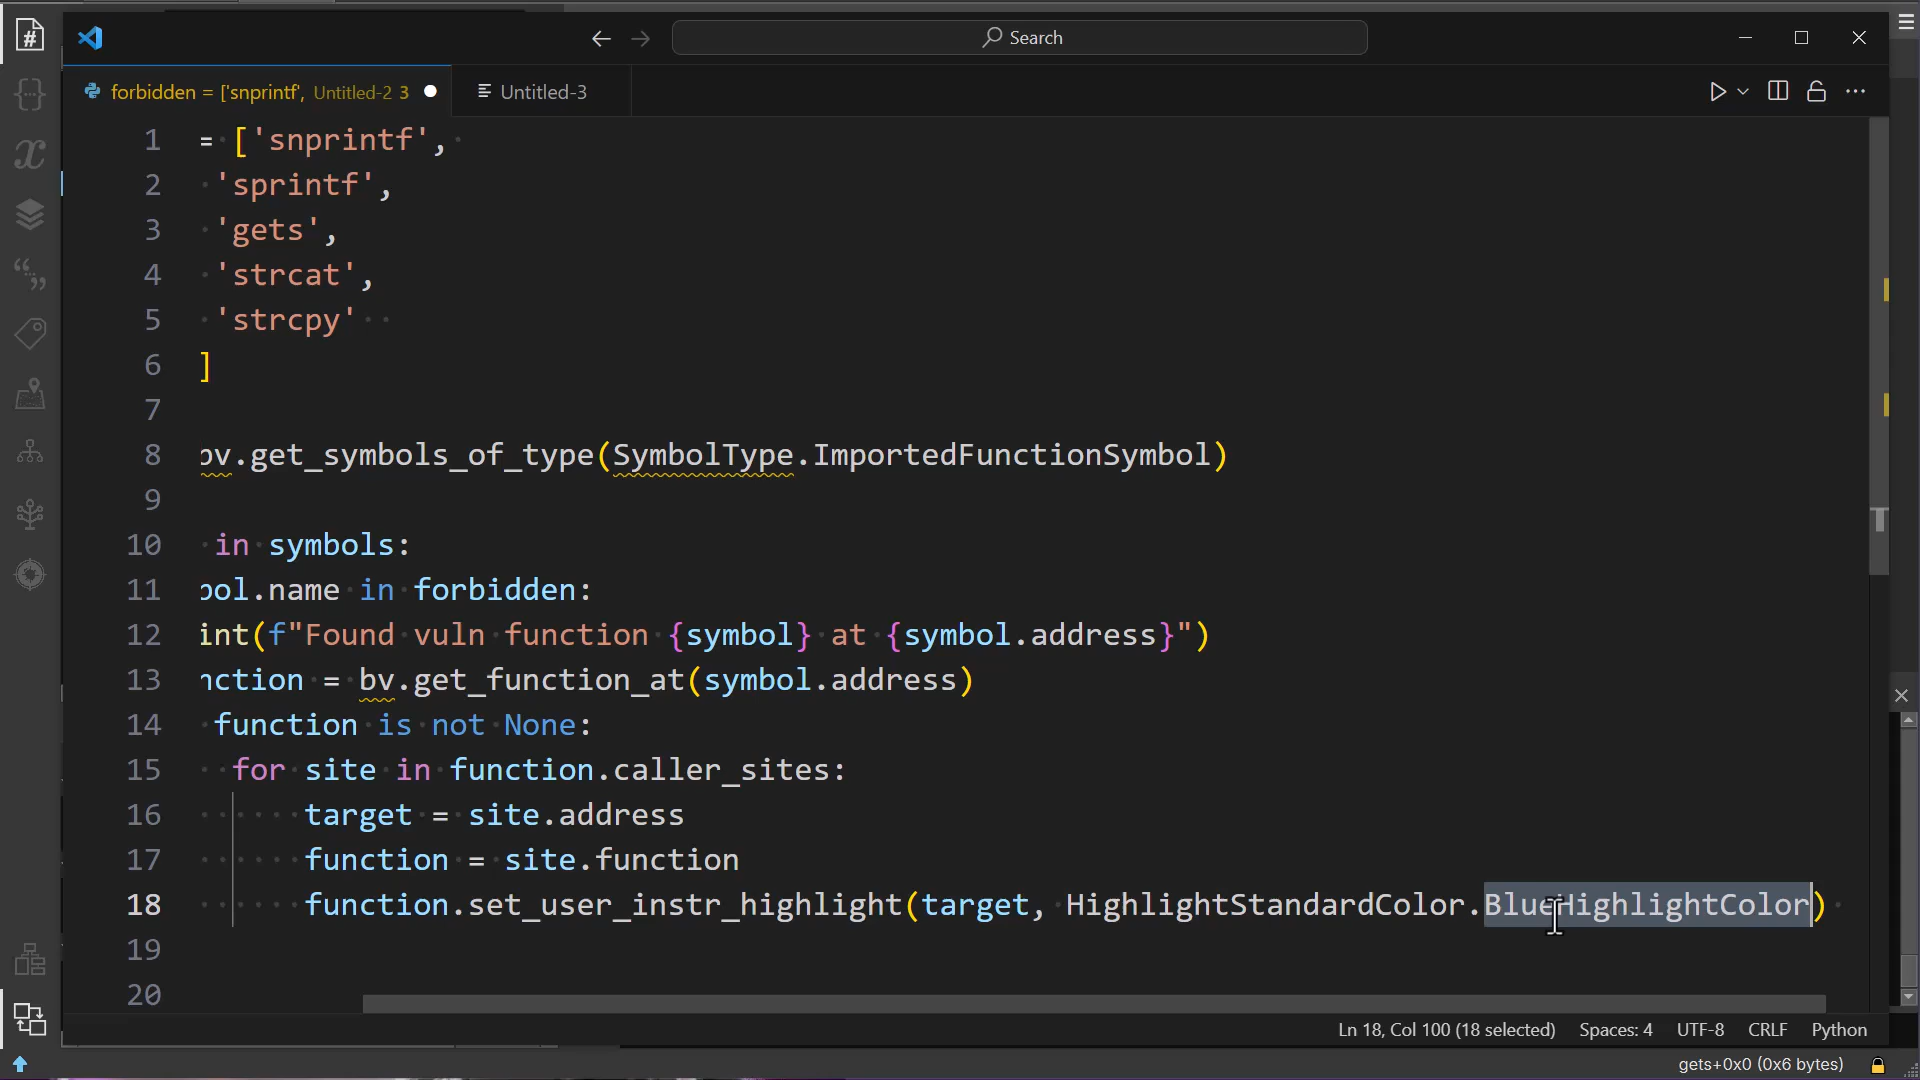 Search
forbidden = ['snprintf', Untitled-2 3
Untitled-3
1 = ['snprintf',
2 'sprintf',
3 'gets',
4 'strcat',
5 'strcpy'
6 ]
7
8 bv.get_symbols_of_type(SymbolType.ImportedFunctionSymbol)
9
10 in symbols:
11 bol.name in forbidden:
12 int(f"Found vuln function {symbol} at {symbol.address}")
13 nction = bv.get_function_at(symbol.address)
14 function is not None:
15 for site in function.caller_sites:
16 target = site.address
17 function = site.function
18 function.set_user_instr_highlight(target, HighlightStandardColor.BlueHighlightColor)
19
20
Ln 18, Col 100 (18 selected) Spaces: 4 UTF-8 CRLF Python
gets+0x0 (0x6 bytes)